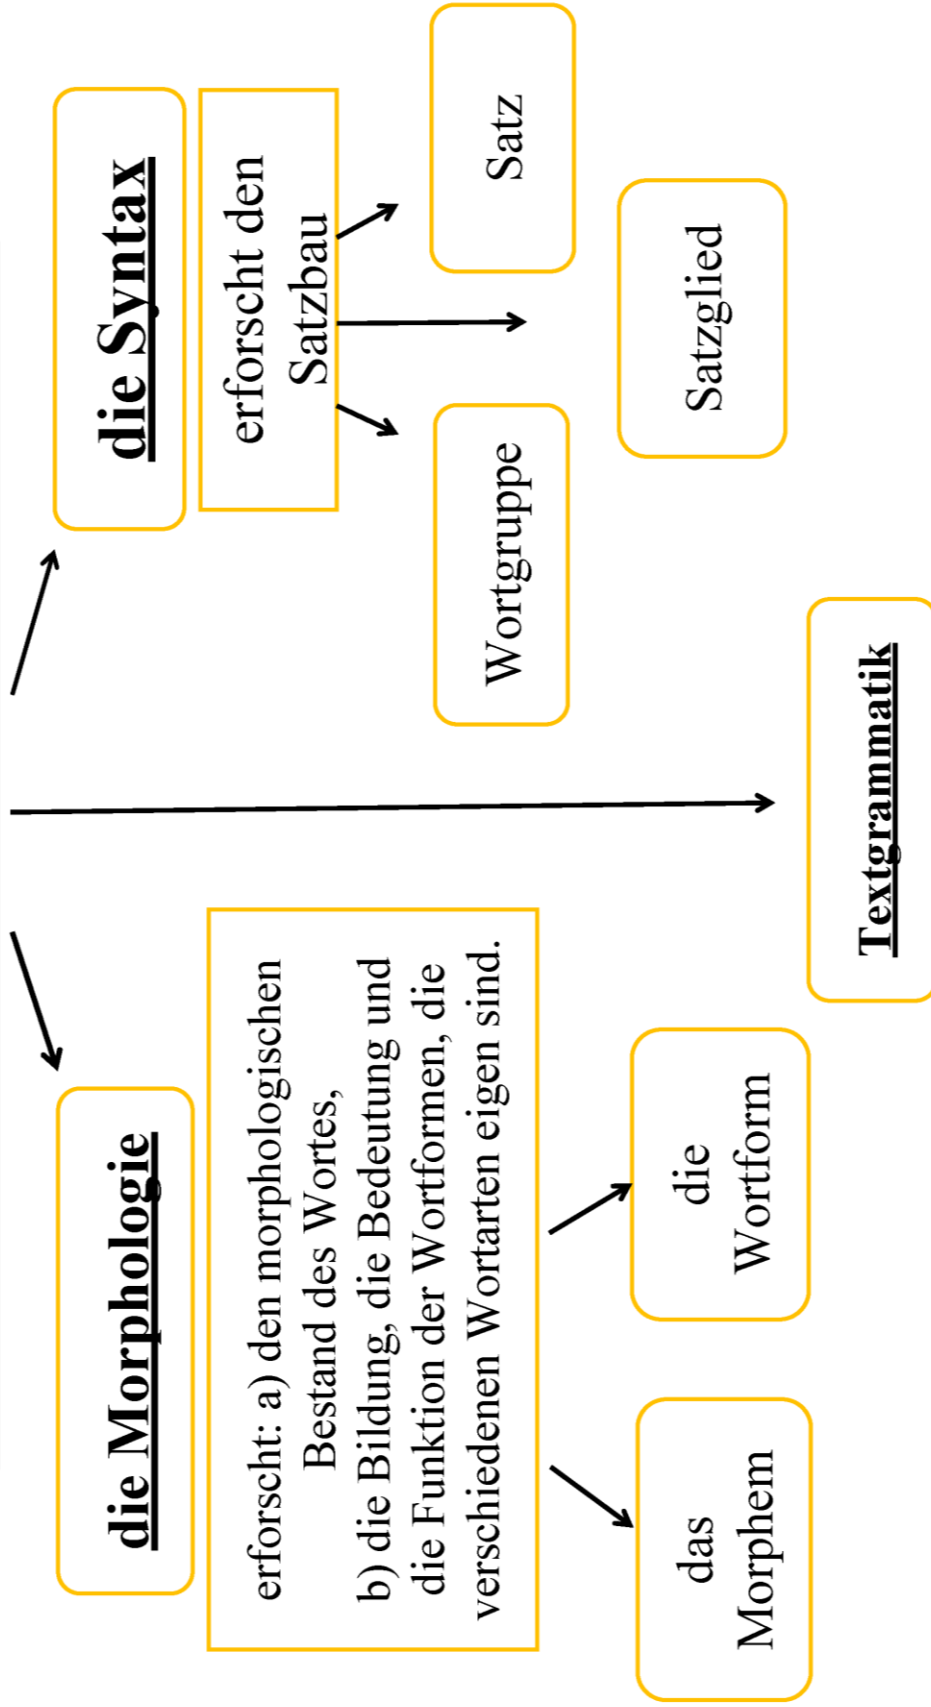 die Morphologie
erforscht: a) den morphologischen
Bestand des Wortes,
b) die Bildung, die Bedeutung und
die Funktion der Wortformen, die
verschiedenen Wortarten eigen sind.
das
Morphem
die
Wortform
Textgrammatik
die Syntax
erforscht den
Satzbau
Wortgruppe
Satzglied
Satz